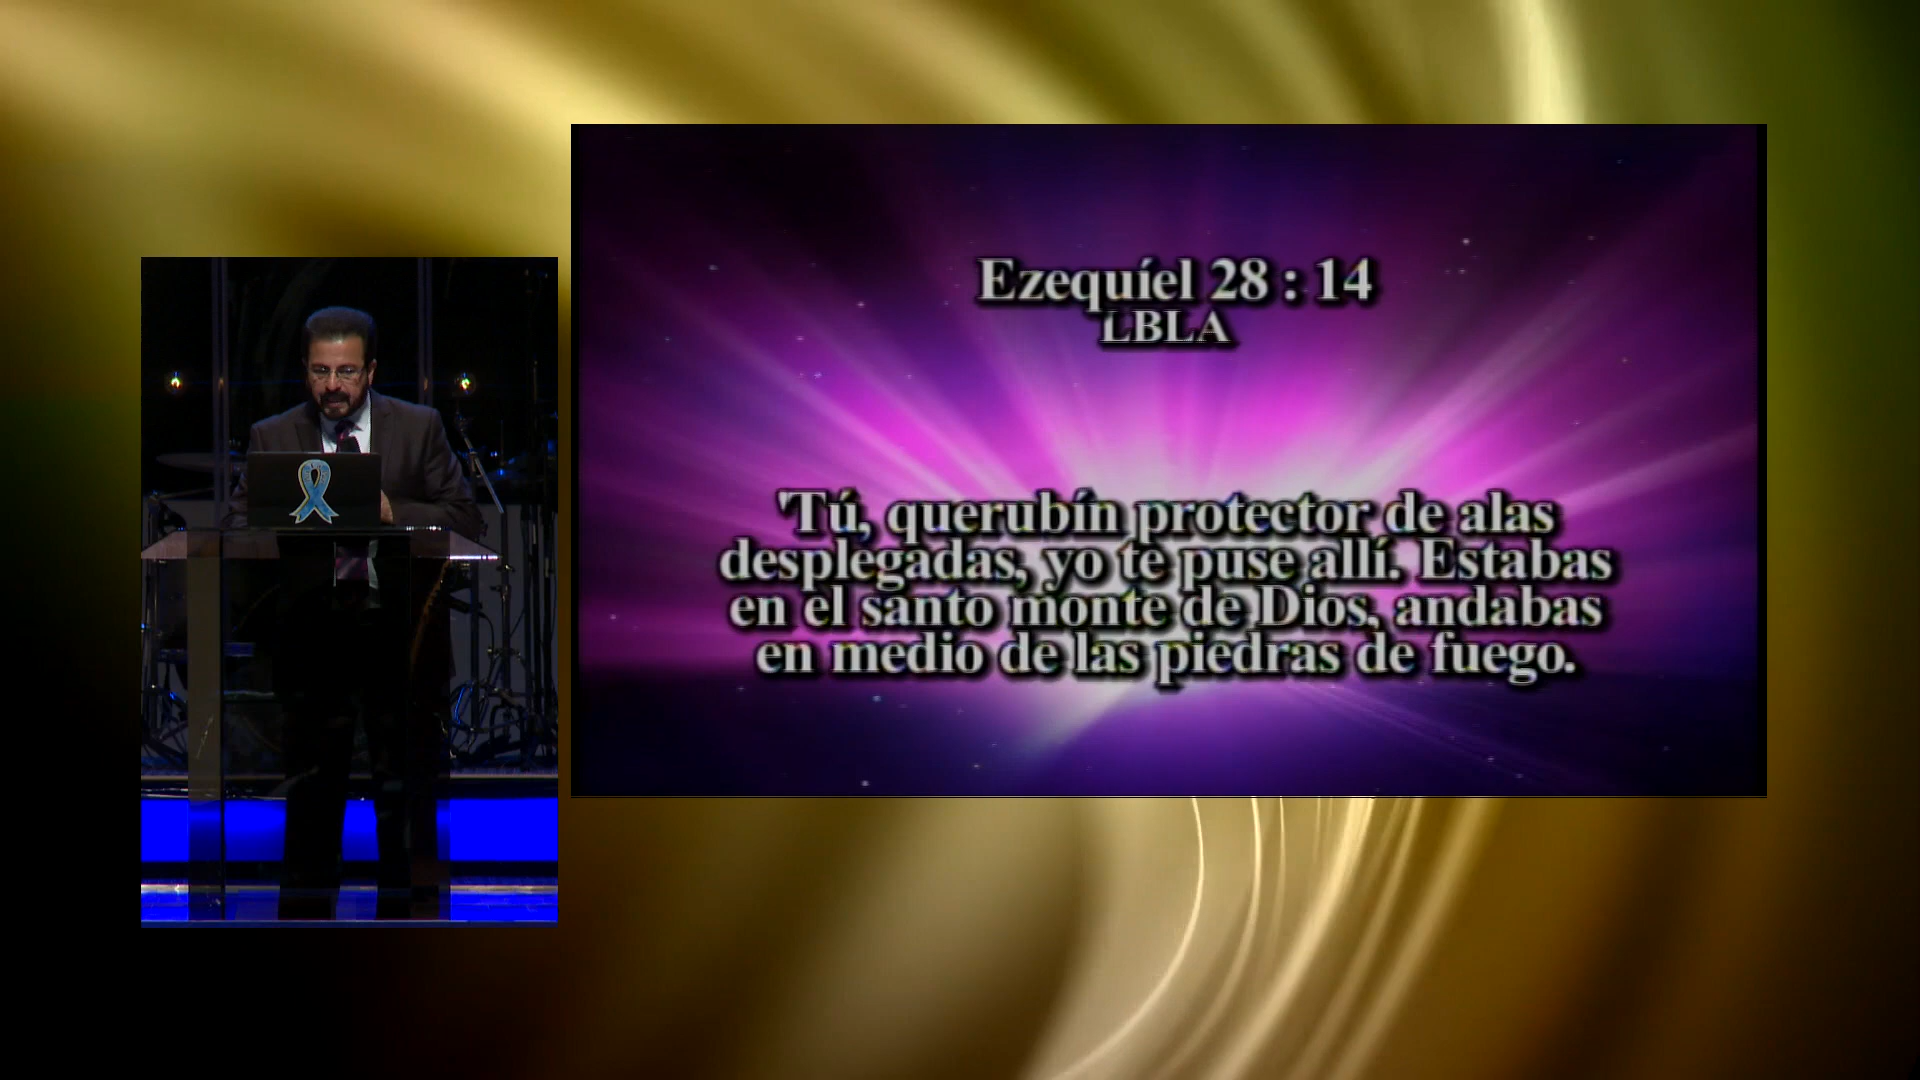 Ezequíel 28 : 14
LBLA
'Tú, querubín protector de alas
desplegadas, yo te puse allí. Estabas
en el santo monte de Dios, andabas
en medio de las piedras de fuego.